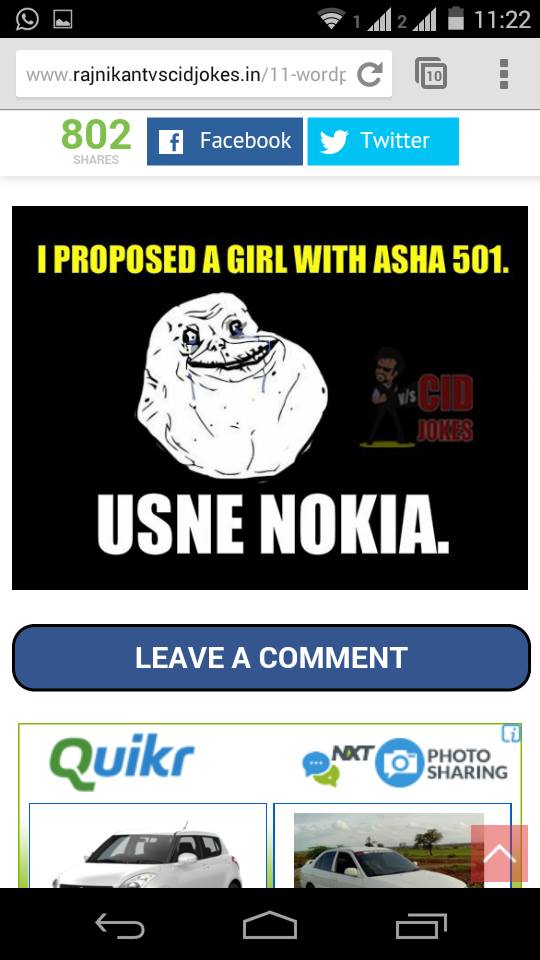 1 2 11:22
www.rajnikantvscidjokes.in/11-wordp
10
802
SHARES
Facebook
Twitter
I PROPOSED A GIRL WITH ASHA 501.
v/s CID
JOKES
USNE NOKIA.
LEAVE A COMMENT
Quikr
NXT PHOTO
SHARING